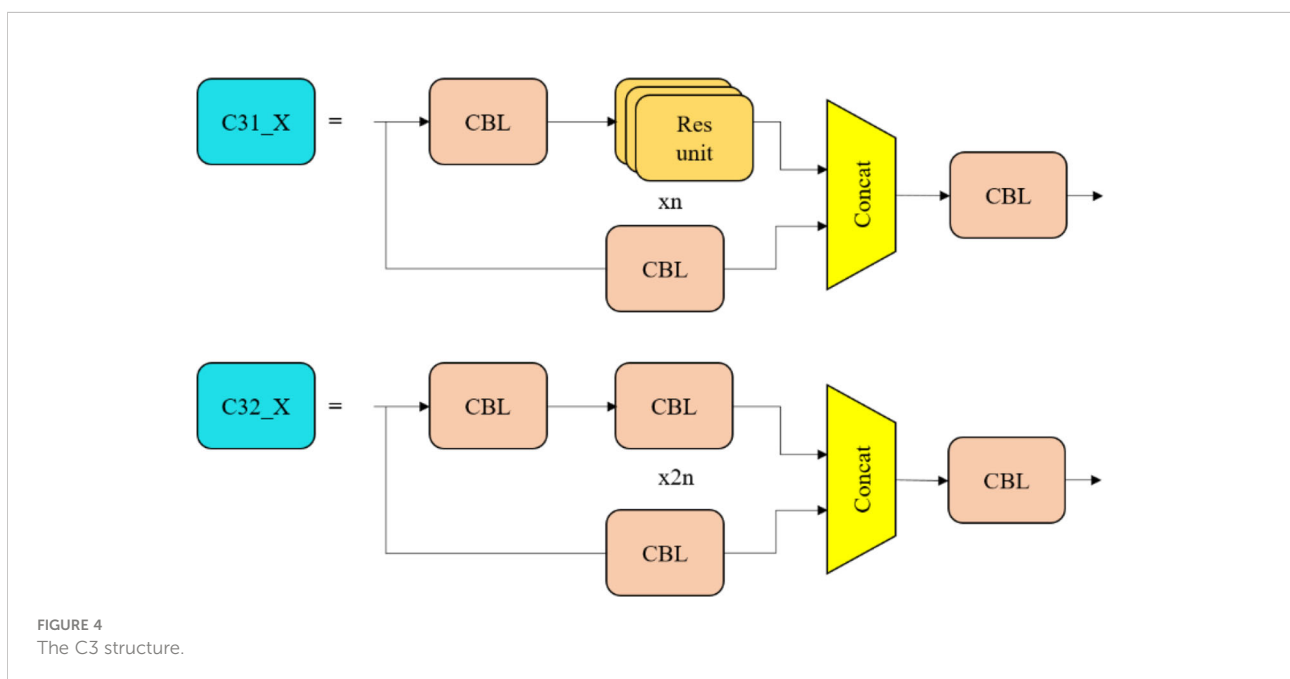 C31_X
=
CBL
Res
unit
xn
CBL
Concat
CBL
C32_X
=
CBL
CBL
x2n
CBL
Concat
CBL
FIGURE 4
The C3 structure.